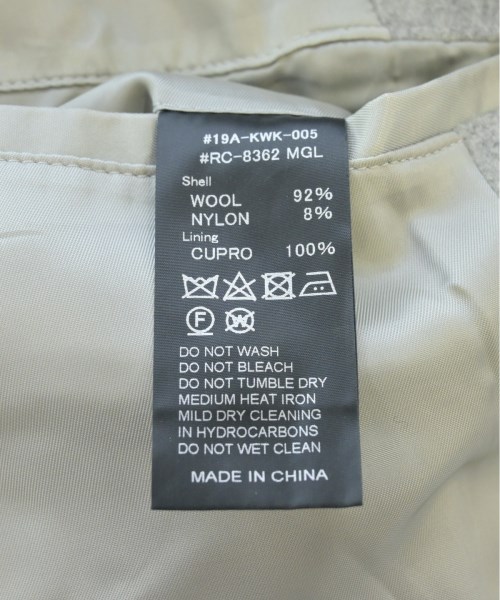 #19A-KWK-005
#RC-8362 MGL
Shell
WOOL 92%
NYLON 8%
Lining
CUPRO 100%
F W
DO NOT WASH
DO NOT BLEACH
DO NOT TUMBLE DRY
MEDIUM HEAT IRON
MILD DRY CLEANING
IN HYDROCARBONS
DO NOT WET CLEAN
MADE IN CHINA